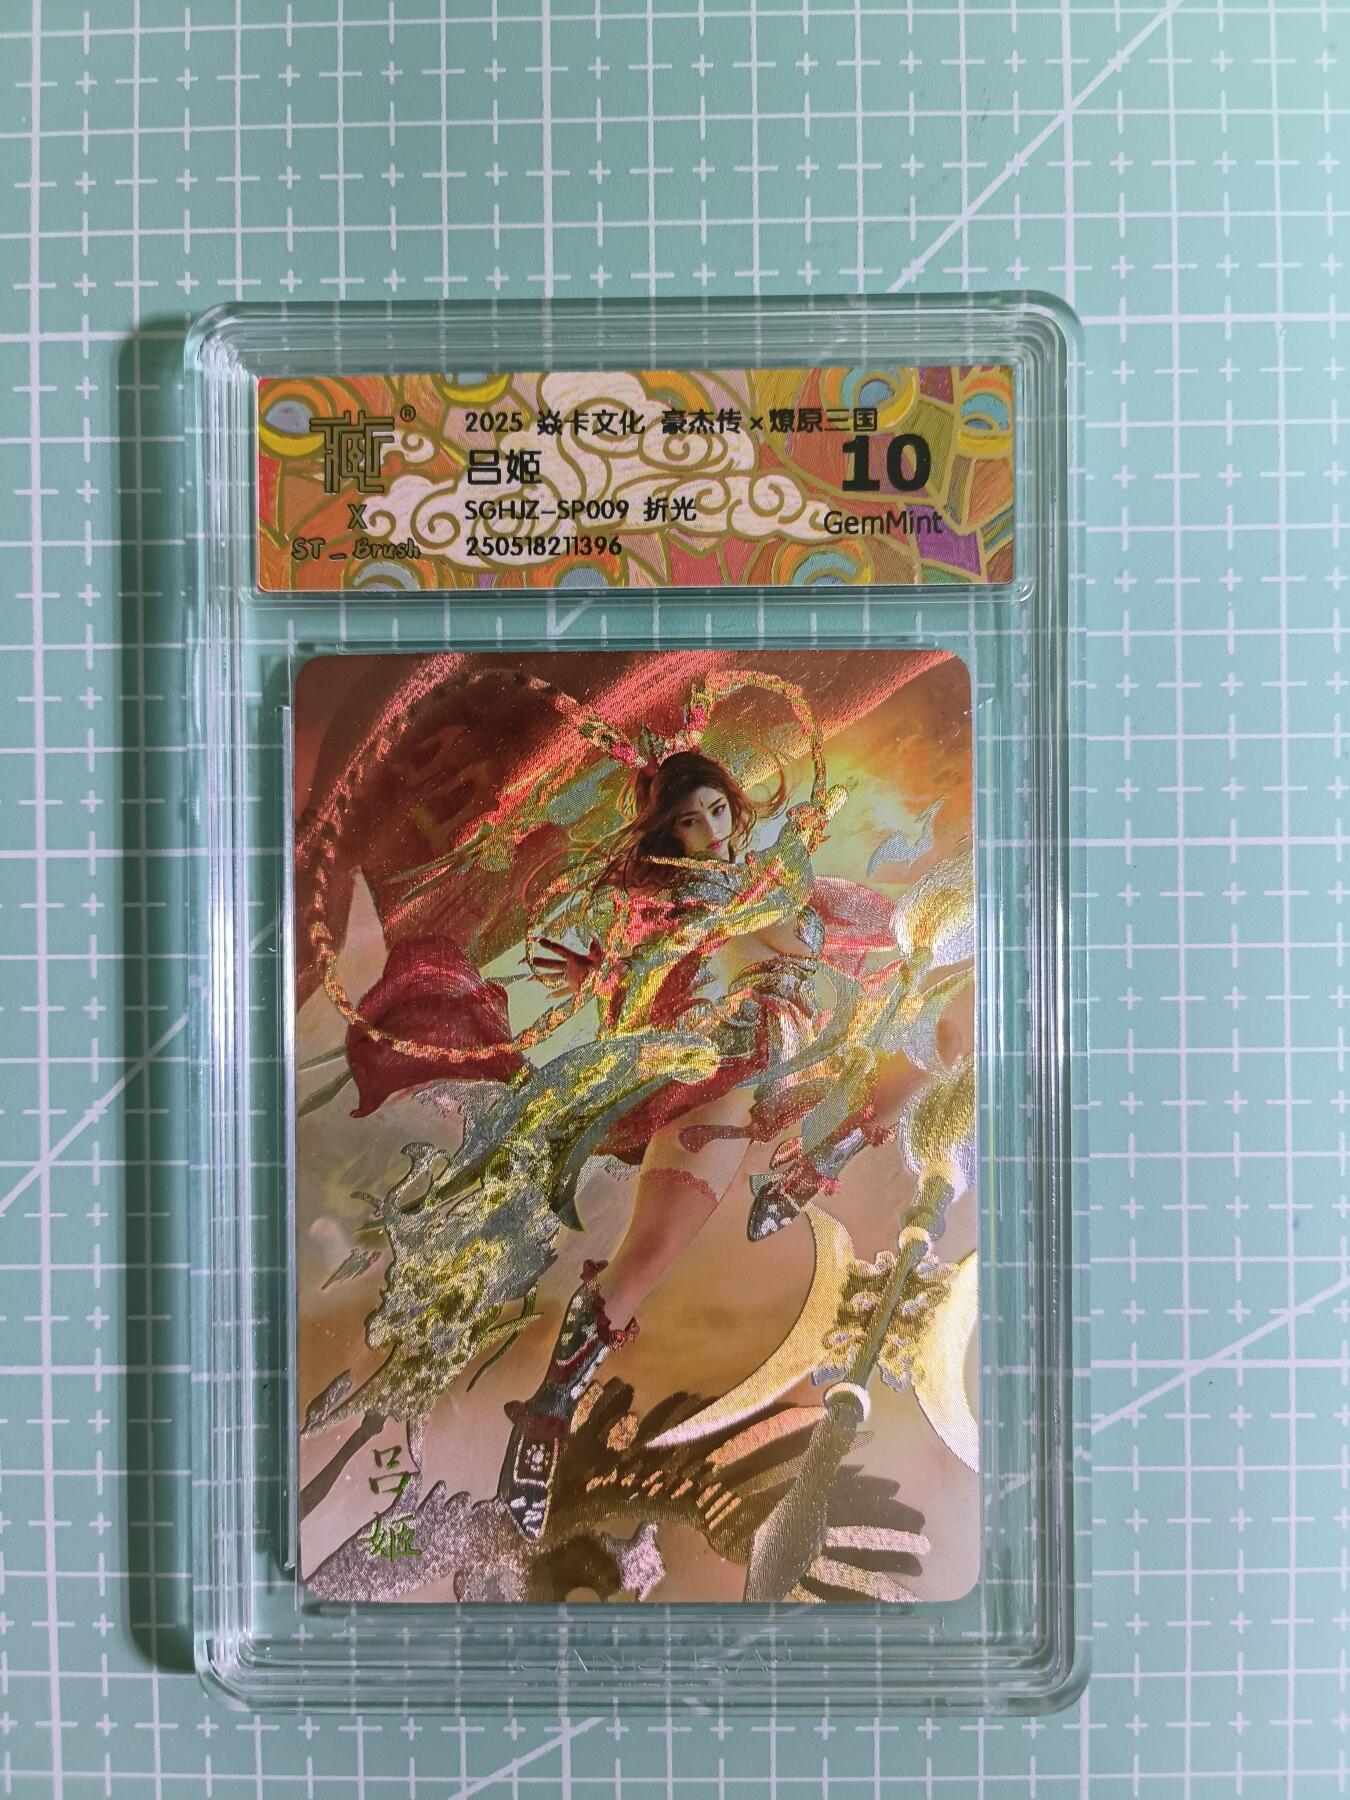 ®
2025 焱卡文化 豪杰传×燎原三国
吕姬
10
SGHJZ-SP009 折光
GemMint
X
ST_Brush
250518211396
吕
姬